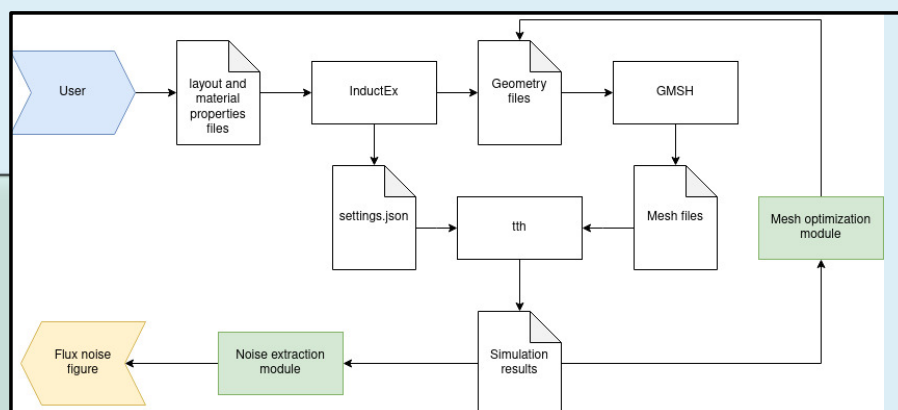 User
layout and
material
properties
files
InductEx
Geometry
files
GMSH
settings.json
tth
Mesh files
Mesh optimization
module
Flux noise
figure
Noise extraction
module
Simulation
results